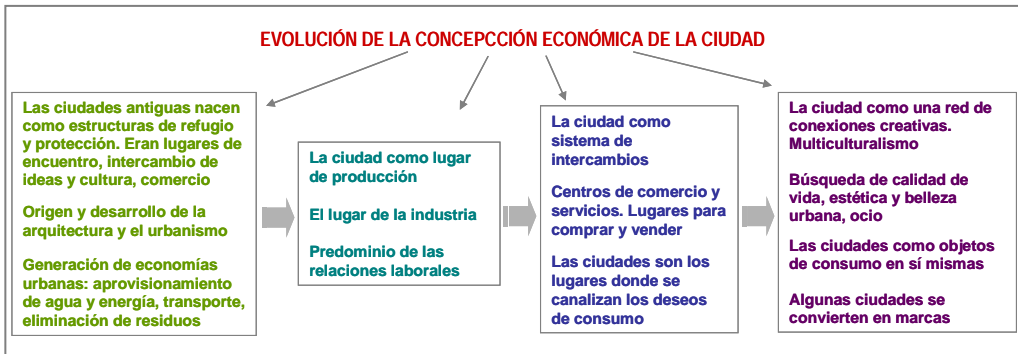 EVOLUCIÓN DE LA CONCEPCCIÓN ECONÓMICA DE LA CIUDAD
Las ciudades antiguas nacen
como estructuras de refugio
y protección. Eran lugares de
encuentro, intercambio de
ideas y cultura, comercio
Origen y desarrollo de la
arquitectura y el urbanismo
Generación de economías
urbanas: aprovisionamiento
de agua y energía, transporte,
eliminación de residuos
La ciudad como lugar
de producción
El lugar de la industria
Predominio de las
relaciones laborales
La ciudad como
sistema de
intercambios
Centros de comercio y
servicios. Lugares para
comprar y vender
Las ciudades son los
lugares donde se
canalizan los deseos
de consumo
La ciudad como una red de
conexiones creativas.
Multiculturalismo
Búsqueda de calidad de
vida, estética y belleza
urbana, ocio
Las ciudades como objetos
de consumo en sí mismas
Algunas ciudades se
convierten en marcas